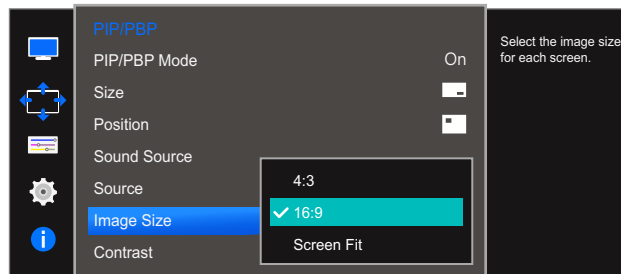 PIP/PBP
PIP/PBP Mode
On
Size
Position
Sound Source
Source
Image Size
Contrast
4:3
16:9
Screen Fit
Select the image size
for each screen.